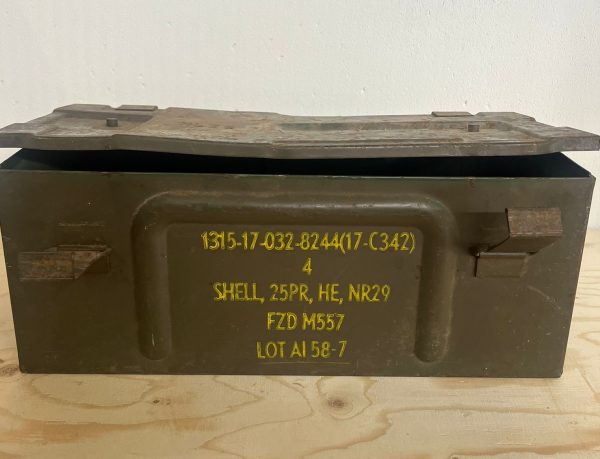 1315-17-032-8244(17-C342)
4
SHELL, 25PR, HE, NR29
FZD M557
LOT AI 58-7